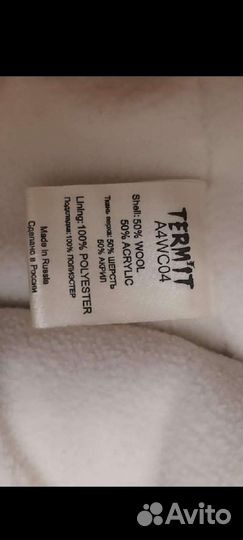 TERMIT
A4WC04
Shell: 50% WOOL
50% ACRYLIC
Ткань верха: 50% ШЕРСТЬ
50% АКРИЛ
Lining: 100% POLYESTER
Подкладка: 100% ПОЛИЭСТЕР
Made in Russia
Сделано в России
Avito